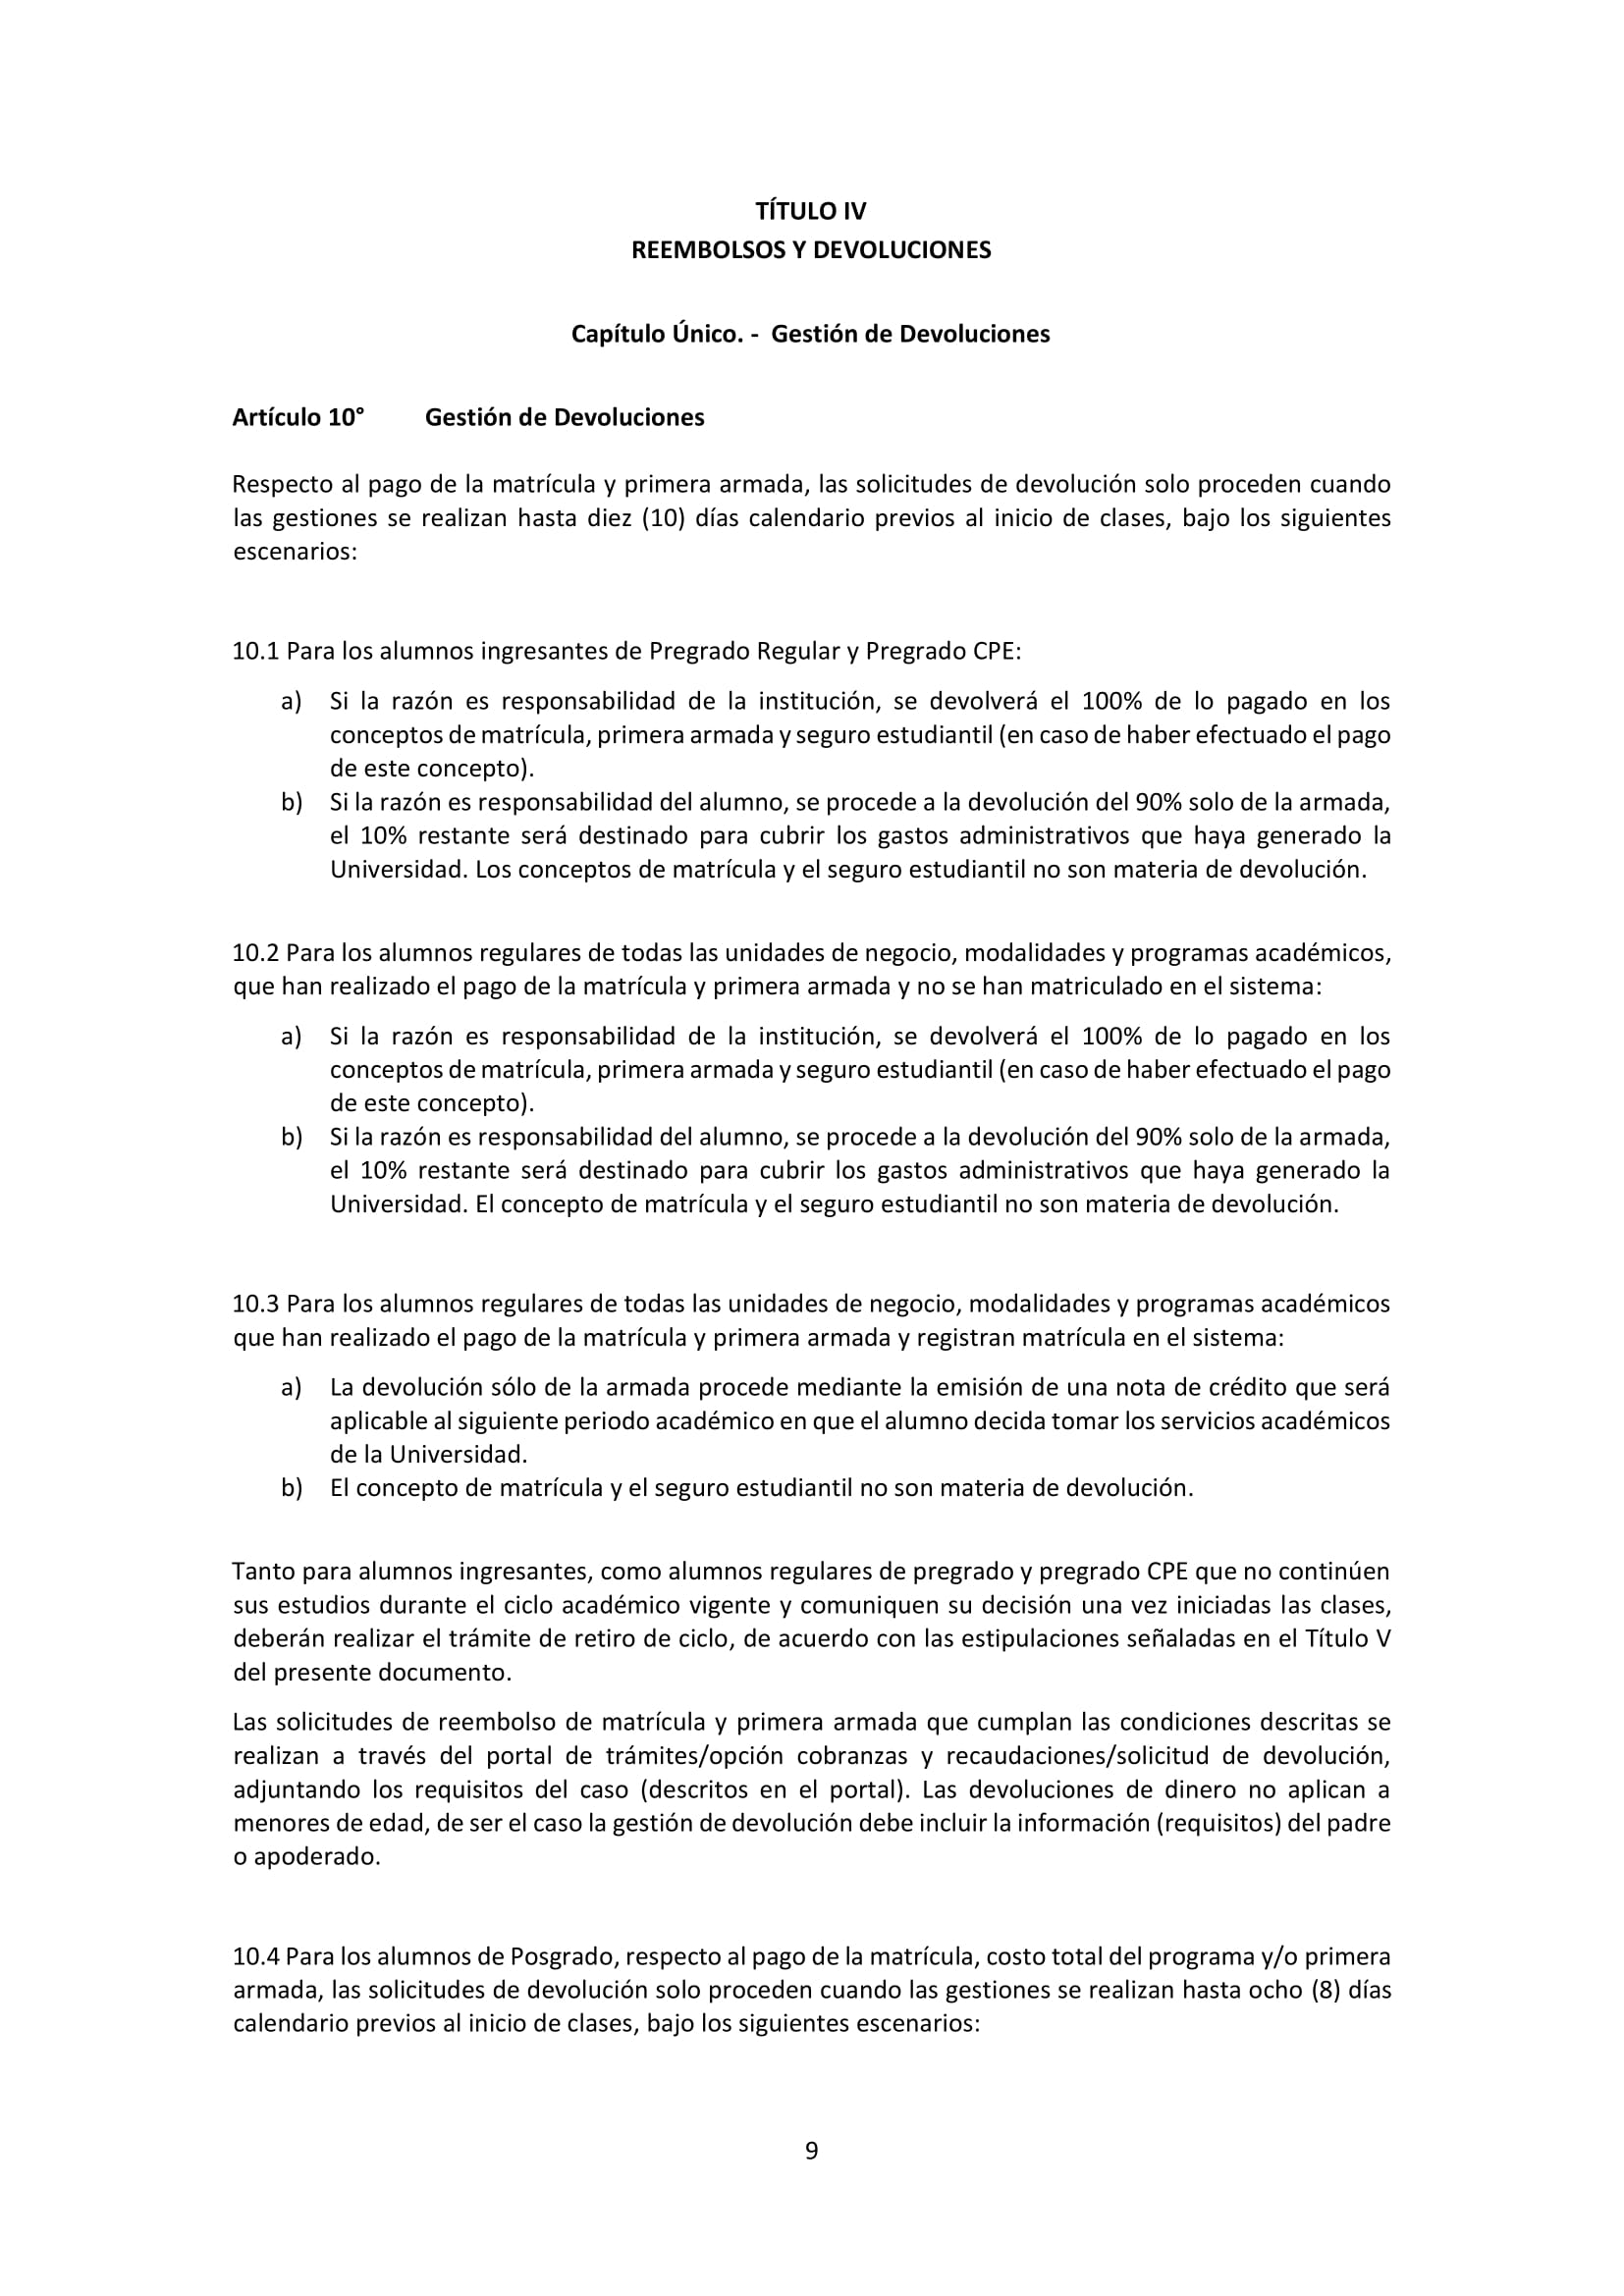 TÍTULO IV
REEMBOLSOS Y DEVOLUCIONES
Capítulo Único. - Gestión de Devoluciones
Artículo 10° Gestión de Devoluciones
Respecto al pago de la matrícula y primera armada, las solicitudes de devolución solo proceden cuando
las gestiones se realizan hasta diez (10) días calendario previos al inicio de clases, bajo los siguientes
escenarios:
10.1 Para los alumnos ingresantes de Pregrado Regular y Pregrado CPE:
a) Si la razón es responsabilidad de la institución, se devolverá el 100% de lo pagado en los
conceptos de matrícula, primera armada y seguro estudiantil (en caso de haber efectuado el pago
de este concepto).
b) Si la razón es responsabilidad del alumno, se procede a la devolución del 90% solo de la armada,
el 10% restante será destinado para cubrir los gastos administrativos que haya generado la
Universidad. Los conceptos de matrícula y el seguro estudiantil no son materia de devolución.
10.2 Para los alumnos regulares de todas las unidades de negocio, modalidades y programas académicos,
que han realizado el pago de la matrícula y primera armada y no se han matriculado en el sistema:
a) Si la razón es responsabilidad de la institución, se devolverá el 100% de lo pagado en los
conceptos de matrícula, primera armada y seguro estudiantil (en caso de haber efectuado el pago
de este concepto).
b) Si la razón es responsabilidad del alumno, se procede a la devolución del 90% solo de la armada,
el 10% restante será destinado para cubrir los gastos administrativos que haya generado la
Universidad. El concepto de matrícula y el seguro estudiantil no son materia de devolución.
10.3 Para los alumnos regulares de todas las unidades de negocio, modalidades y programas académicos
que han realizado el pago de la matrícula y primera armada y registran matrícula en el sistema:
a) La devolución sólo de la armada procede mediante la emisión de una nota de crédito que será
aplicable al siguiente periodo académico en que el alumno decida tomar los servicios académicos
de la Universidad.
b) El concepto de matrícula y el seguro estudiantil no son materia de devolución.
Tanto para alumnos ingresantes, como alumnos regulares de pregrado y pregrado CPE que no continúen
sus estudios durante el ciclo académico vigente y comuniquen su decisión una vez iniciadas las clases,
deberán realizar el trámite de retiro de ciclo, de acuerdo con las estipulaciones señaladas en el Título V
del presente documento.
Las solicitudes de reembolso de matrícula y primera armada que cumplan las condiciones descritas se
realizan a través del portal de trámites/opción cobranzas y recaudaciones/solicitud de devolución,
adjuntando los requisitos del caso (descritos en el portal). Las devoluciones de dinero no aplican a
menores de edad, de ser el caso la gestión de devolución debe incluir la información (requisitos) del padre
o apoderado.
10.4 Para los alumnos de Posgrado, respecto al pago de la matrícula, costo total del programa y/o primera
armada, las solicitudes de devolución solo proceden cuando las gestiones se realizan hasta ocho (8) días
calendario previos al inicio de clases, bajo los siguientes escenarios:
9